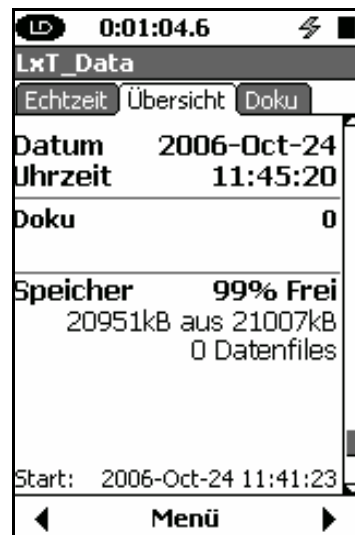 LD 0:01:04.6
LxT_Data
Echtzeit Übersicht Doku
Datum 2006-Oct-24
Uhrzeit 11:45:20
Doku 0
Speicher 99% Frei
20951kB aus 21007kB
0 Datenfiles
Start: 2006-Oct-24 11:41:23
Menü